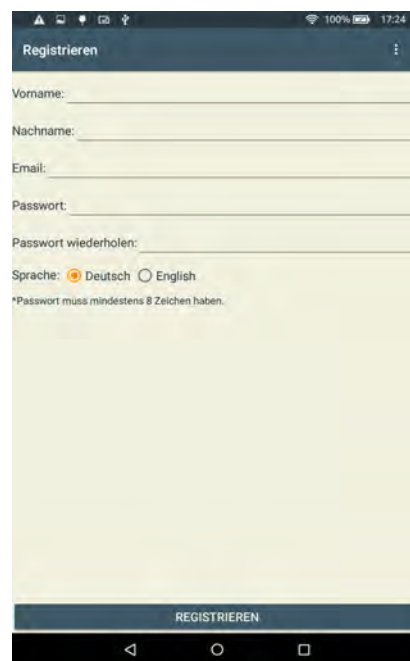 100% 17:24
Registrieren
Vorname:
Nachname:
Email:
Passwort:
Passwort wiederholen:
Sprache: Deutsch English
*Passwort muss mindestens 8 Zeichen haben.
REGISTRIEREN